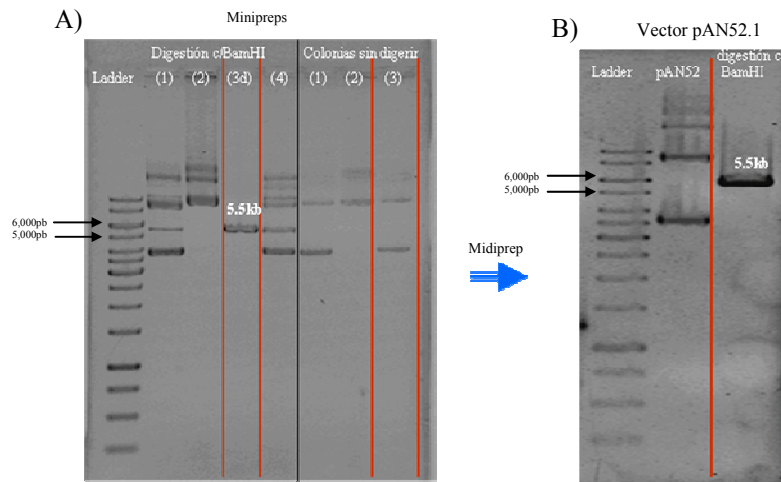 A)
Minipreps
Digestión c/BamHI
Colonias sin digerir
Ladder (1) (2) (3d) (4) (1) (2) (3)
5.5kb
6,000pb
5,000pb
Midiprep
B)
Vector pAN52.1
digestión c
Ladder pAN52 BamHI
5.5kb
6,000pb
5,000pb